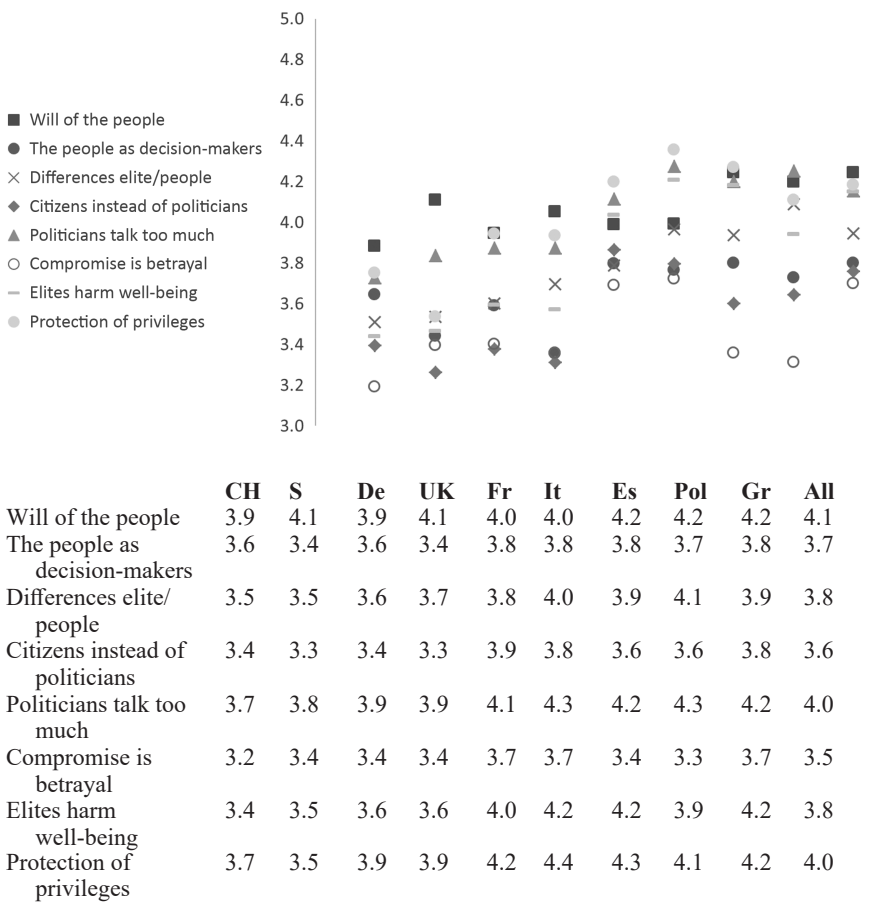 5.0
4.8
4.6
4.4
4.2
4.0
3.8
3.6
3.4
3.2
3.0
Will of the people
The people as decision-makers
Differences elite/people
Citizens instead of politicians
Politicians talk too much
Compromise is betrayal
Elites harm well-being
Protection of privileges
CH S De UK Fr It Es Pol Gr All
Will of the people 3.9 4.1 3.9 4.1 4.0 4.0 4.2 4.2 4.2 4.1
The people as 3.6 3.4 3.6 3.4 3.8 3.8 3.8 3.7 3.8 3.7
decision-makers
Differences elite/ 3.5 3.5 3.6 3.7 3.8 4.0 3.9 4.1 3.9 3.8
people
Citizens instead of 3.4 3.3 3.4 3.3 3.9 3.8 3.6 3.6 3.8 3.6
politicians
Politicians talk too 3.7 3.8 3.9 3.9 4.1 4.3 4.2 4.3 4.2 4.0
much
Compromise is 3.2 3.4 3.4 3.4 3.7 3.7 3.4 3.3 3.7 3.5
betrayal
Elites harm 3.4 3.5 3.6 3.6 4.0 4.2 4.2 3.9 4.2 3.8
well-being
Protection of 3.7 3.5 3.9 3.9 4.2 4.4 4.3 4.1 4.2 4.0
privileges